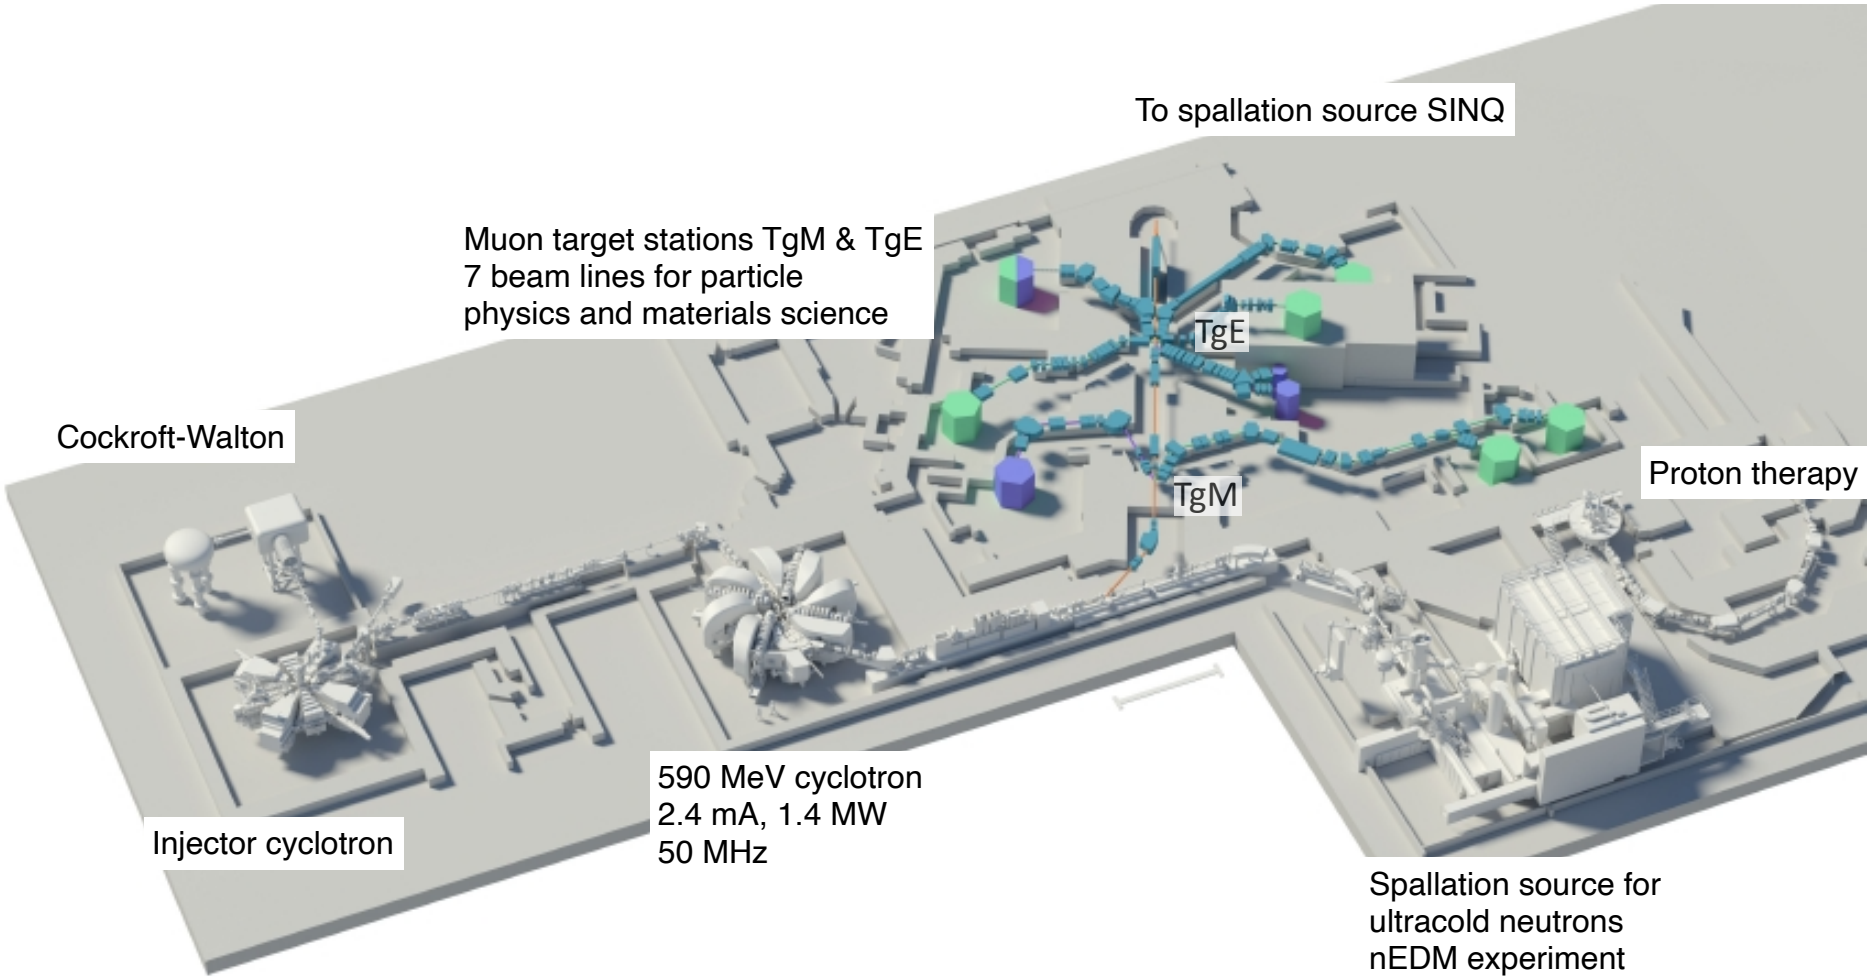 To spallation source SINQ
Muon target stations TgM & TgE
7 beam lines for particle
physics and materials science
TgE
Cockroft-Walton
Proton therapy
TgM
590 MeV cyclotron
2.4 mA, 1.4 MW
50 MHz
Injector cyclotron
Spallation source for
ultracold neutrons
nEDM experiment